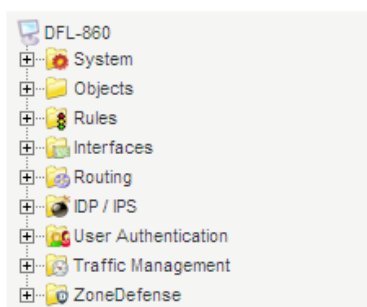 DFL-860
System
Objects
Rules
Interfaces
Routing
IDP / IPS
User Authentication
Traffic Management
ZoneDefense